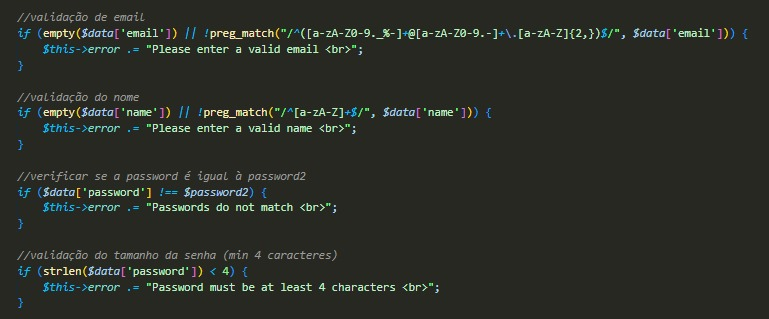 //validação de email
if (empty($data['email']) || !preg_match("/^([a-zA-Z0-9._%-]+@[a-zA-Z0-9.-]+\.[a-zA-Z]{2,})$/", $data['email'])) {
    $this->error .= "Please enter a valid email <br>";
}

//validação do nome
if (empty($data['name']) || !preg_match("/^[a-zA-Z]+$/", $data['name'])) {
    $this->error .= "Please enter a valid name <br>";
}

//verificar se a password é igual à password2
if ($data['password'] !== $password2) {
    $this->error .= "Passwords do not match <br>";
}

//validação do tamanho da senha (min 4 caracteres)
if (strlen($data['password']) < 4) {
    $this->error .= "Password must be at least 4 characters <br>";
}